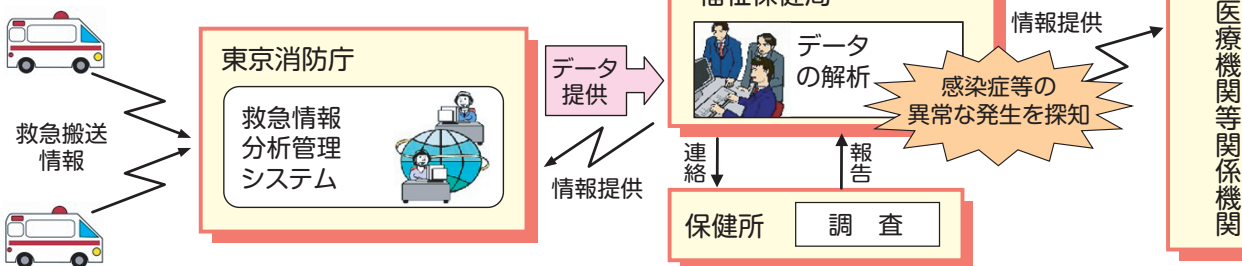 救急搬送
情報
東京消防庁
救急情報
分析管理
システム
データ
提供
情報提供
福祉保健局
データ
の解析
感染症等の
異常な発生を探知
連絡
報告
保健所
調 査
情報提供
医療機関等関係機関